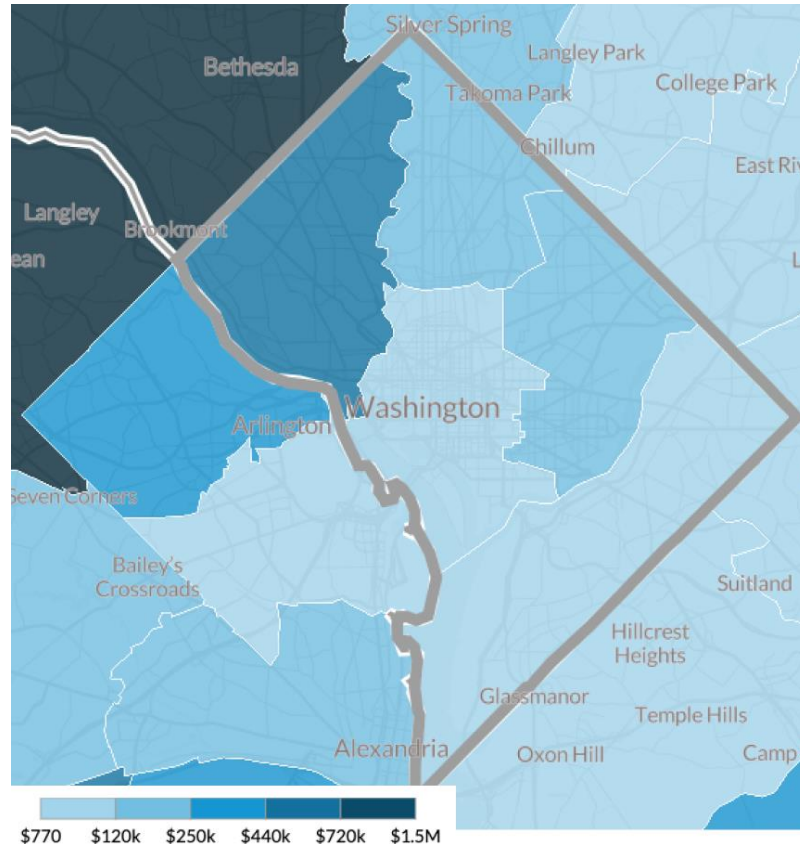 Silver Spring
Langley Park
Bethesda
College Park
Takoma Park
Chillum
East Riv
Langley
Brookmont
ean
L
Washington
Arlington
Seven Corners
Bailey's
Crossroads
Suitland
Hillcrest
Heights
Glassmanor
Temple Hills
Alexandria
Oxon Hill
Camp
$770 $120k $250k $440k $720k $1.5M